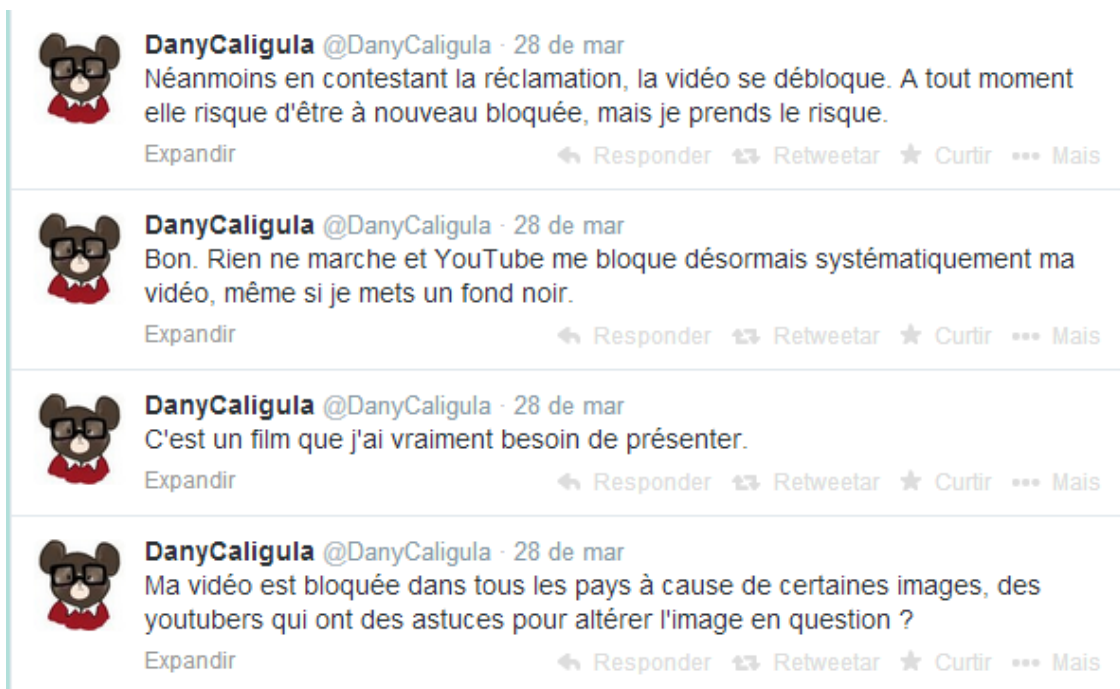 DanyCaligula @DanyCaligula · 28 de mar
Néanmoins en contestant la réclamation, la vidéo se débloque. A tout moment
elle risque d'être à nouveau bloquée, mais je prends le risque.
Expandir Responder Retweetar Curtir Mais
DanyCaligula @DanyCaligula · 28 de mar
Bon. Rien ne marche et YouTube me bloque désormais systématiquement ma
vidéo, même si je mets un fond noir.
Expandir Responder Retweetar Curtir Mais
DanyCaligula @DanyCaligula · 28 de mar
C'est un film que j'ai vraiment besoin de présenter.
Expandir Responder Retweetar Curtir Mais
DanyCaligula @DanyCaligula · 28 de mar
Ma vidéo est bloquée dans tous les pays à cause de certaines images, des
youtubers qui ont des astuces pour altérer l'image en question ?
Expandir Responder Retweetar Curtir Mais